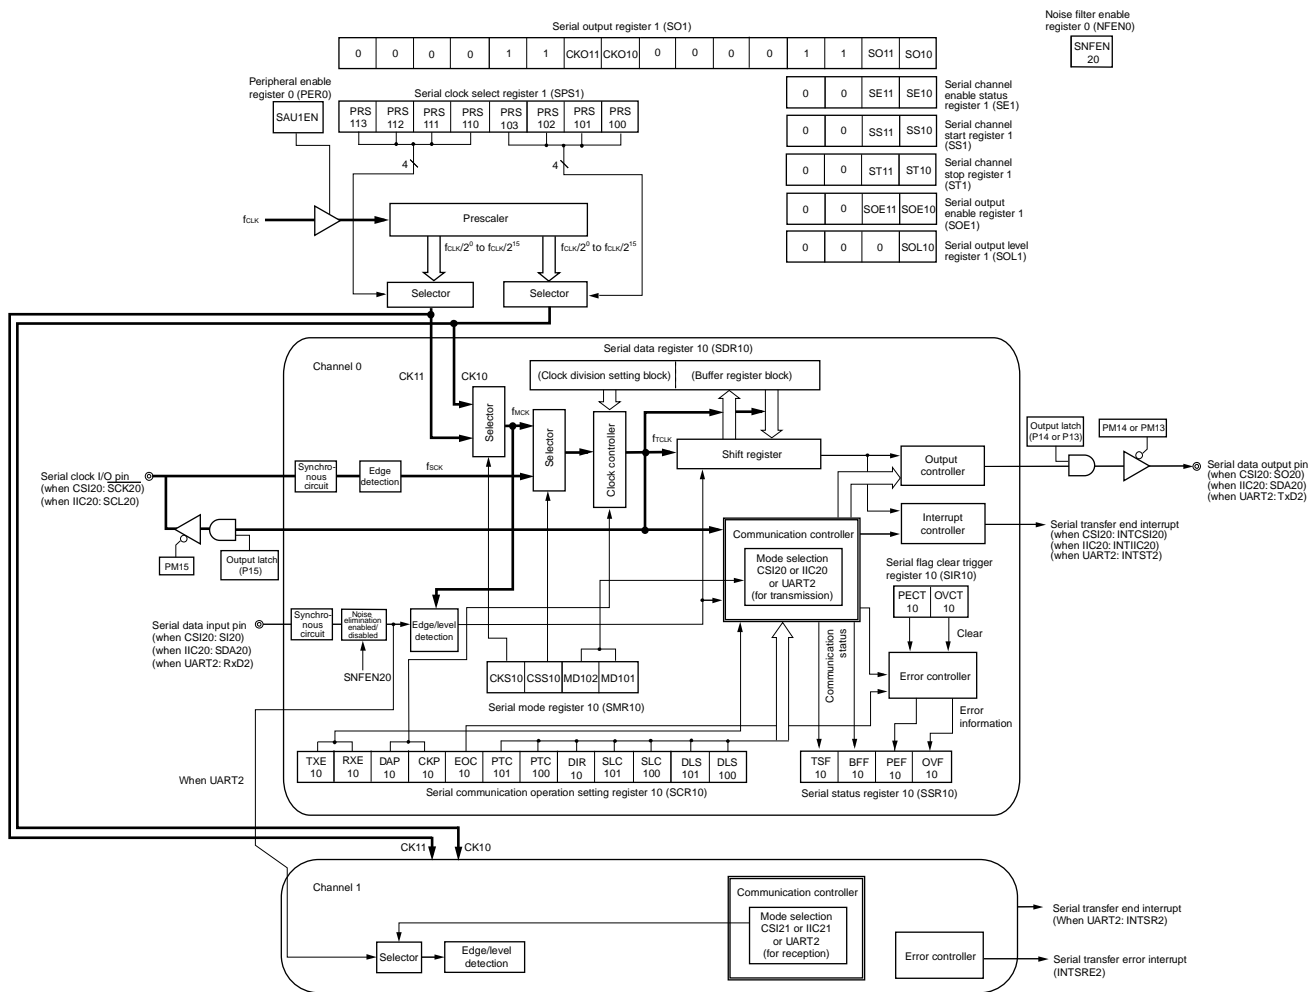 Serial output register 1 (SO1)
0 0 0 0 1 1 CKO11 CKO10 0 0 0 0 1 1 SO11 SO10
Noise filter enable
register 0 (NFEN0)
SNFEN
20
Peripheral enable
register 0 (PER0)
SAU1EN
Serial clock select register 1 (SPS1)
PRS
113
PRS
112
PRS
111
PRS
110
PRS
103
PRS
102
PRS
101
PRS
100
4
4
0 0 SE11 SE10
Serial channel
enable status
register 1 (SE1)
0 0 SS11 SS10
Serial channel
start register 1
(SS1)
0 0 ST11 ST10
Serial channel
stop register 1
(ST1)
0 0 SOE11 SOE10
Serial output
enable register 1
(SOE1)
0 0 0 SOL10
Serial output level
register 1 (SOL1)
fCLK
Prescaler
fCLK/2⁰ to fCLK/2¹⁵
fCLK/2⁰ to fCLK/2¹⁵
Selector
Selector
Channel 0
CK11
CK10
Serial data register 10 (SDR10)
(Clock division setting block)
(Buffer register block)
Selector
fMCK
Selector
Clock controller
fTCLK
Shift register
fSCK
Serial clock I/O pin
(when CSI20: SCK20)
(when IIC20: SCL20)
Synchro-
nous
circuit
Edge
detection
PM15
Output latch
(P15)
Output
controller
Output latch
(P14 or P13)
PM14 or PM13
Serial data output pin
(when CSI20: SO20)
(when IIC20: SDA20)
(when UART2: TxD2)
Interrupt
controller
Serial transfer end interrupt
(when CSI20: INTCSI20)
(when IIC20: INTIIC20)
(when UART2: INTST2)
Communication controller
Mode selection
CSI20 or IIC20
or UART2
(for transmission)
Serial flag clear trigger
register 10 (SIR10)
PECT
10
OVCT
10
Clear
Serial data input pin
(when CSI20: SI20)
(when IIC20: SDA20)
(when UART2: RxD2)
Synchro-
nous
circuit
Noise
elimination
enabled/
disabled
SNFEN20
Edge/level
detection
CKS10 CSS10 MD102 MD101
Serial mode register 10 (SMR10)
Communication
status
Error controller
Error
information
When UART2
TXE
10
RXE
10
DAP
10
CKP
10
EOC
10
PTC
101
PTC
100
DIR
10
SLC
101
SLC
100
DLS
101
DLS
100
Serial communication operation setting register 10 (SCR10)
TSF
10
BFF
10
PEF
10
OVF
10
Serial status register 10 (SSR10)
CK11
CK10
Channel 1
Communication controller
Mode selection
CSI21 or IIC21
or UART2
(for reception)
Selector
Edge/level
detection
Error controller
Serial transfer end interrupt
(When UART2: INTSR2)
Serial transfer error interrupt
(INTSRE2)